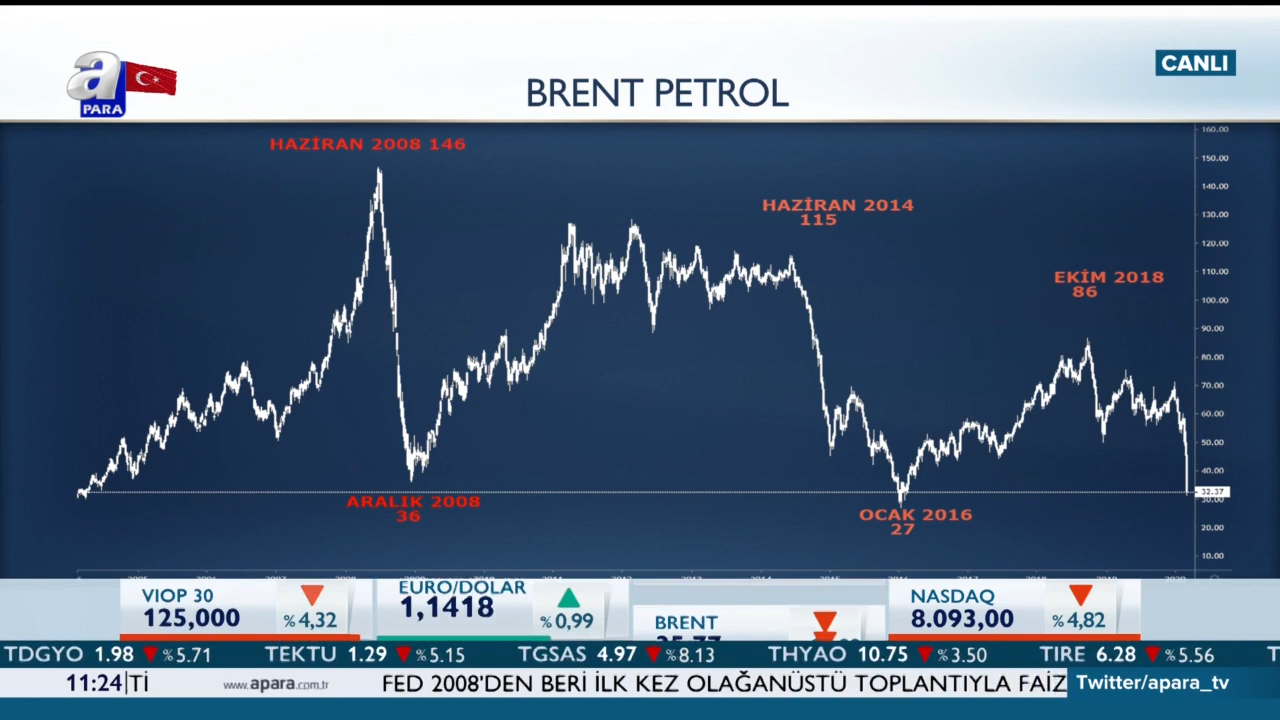 a
PARA
CANLI
BRENT PETROL
HAZİRAN 2008 146
HAZİRAN 2014
115
EKİM 2018
86
ARALIK 2008
36
OCAK 2016
27
160.00
150.00
140.00
130.00
120.00
110.00
100.00
90.00
80.00
70.00
60.00
50.00
40.00
32.37
30.00
20.00
10.00
VIOP 30
125,000
%4,32
EURO/DOLAR
1,1418
%0,99
BRENT
NASDAQ
8.093,00
%4,82
TDGYO 1.98 %5.71 TEKTU 1.29 %5.15 TGSAS 4.97 %8.13 THYAO 10.75 %3.50 TIRE 6.28 %5.56 T
11:24 Tİ www.apara.com.tr FED 2008'DEN BERİ İLK KEZ OLAĞANÜSTÜ TOPLANTIYLA FAİZ Twitter/apara_tv